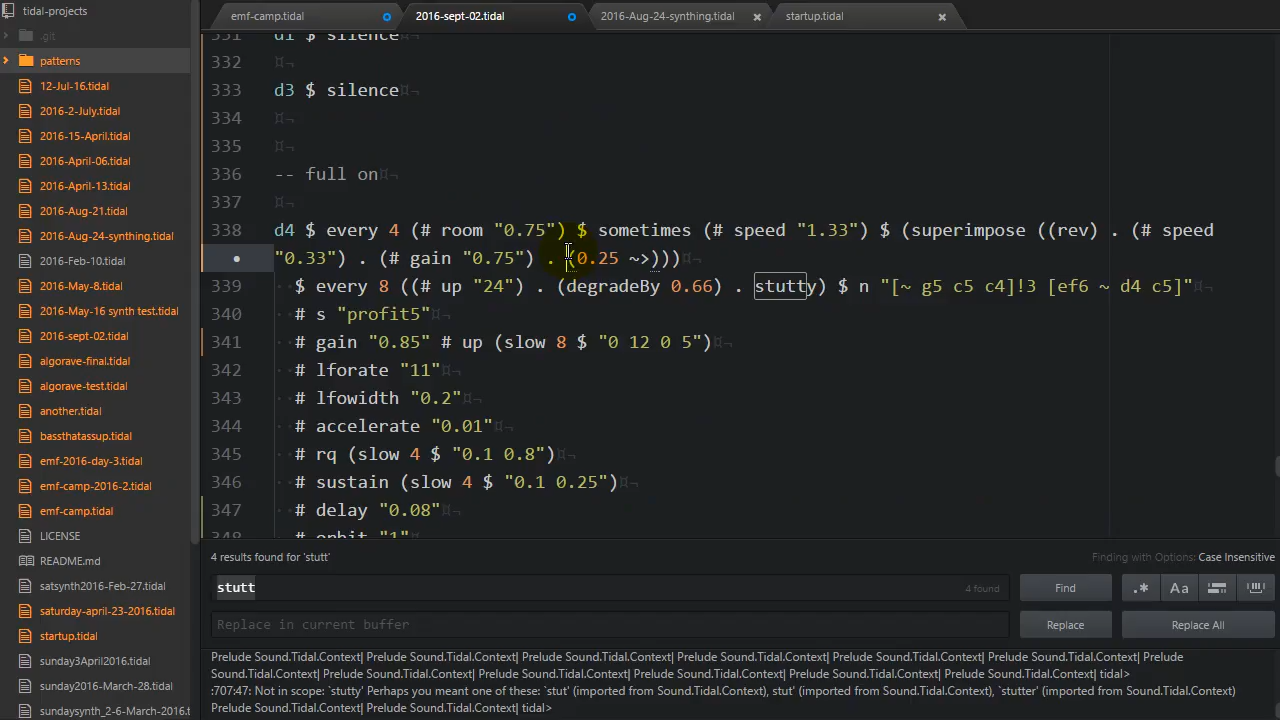 tidal-projects
.git
patterns
12-Jul-16.tidal
2016-2-July.tidal
2016-15-April.tidal
2016-April-06.tidal
2016-April-13.tidal
2016-Aug-21.tidal
2016-Aug-24-synthing.tidal
2016-Feb-10.tidal
2016-May-8.tidal
2016-May-16 synth test.tidal
2016-sept-02.tidal
algorave-final.tidal
algorave-test.tidal
another.tidal
bassthatassup.tidal
emf-2016-day-3.tidal
emf-camp-2016-2.tidal
emf-camp.tidal
LICENSE
README.md
satsynth2016-Feb-27.tidal
saturday-april-23-2016.tidal
startup.tidal
sunday3April2016.tidal
sunday2016-March-28.tidal
sundaysynth_2-6-March-2016.t
emf-camp.tidal
2016-sept-02.tidal
2016-Aug-24-synthing.tidal
startup.tidal
331 d1 $ silence¤¬
332 ¤¬
333 d3 $ silence¤¬
334 ¤¬
335 ¤¬
336 -- full on¤¬
337 ¤¬
338 d4 $ every 4 (# room "0.75") $ sometimes (# speed "1.33") $ (superimpose ((rev) . (# speed
• "0.33") . (# gain "0.75") . (0.25 ~>))))¤¬
339 $ every 8 ((# up "24") . (degradeBy 0.66) . stutty) $ n "[~ g5 c5 c4]!3 [ef6 ~ d4 c5]"¤¬
340 # s "profit5"¤¬
341 # gain "0.85" # up (slow 8 $ "0 12 0 5")¤¬
342 # lforate "11"¤¬
343 # lfowidth "0.2"¤¬
344 # accelerate "0.01"¤¬
345 # rq (slow 4 $ "0.1 0.8")¤¬
346 # sustain (slow 4 $ "0.1 0.25")¤¬
347 # delay "0.08"¤¬
348 # orbit "1"¤¬
4 results found for 'stutt'
Finding with Options: Case Insensitive
stutt
4 found
Find
.*
Aa
Replace in current buffer
Replace
Replace All
Prelude Sound.Tidal.Context| Prelude Sound.Tidal.Context| Prelude Sound.Tidal.Context| Prelude Sound.Tidal.Context| Prelude Sound.Tidal.Context| Prelude
Sound.Tidal.Context| Prelude Sound.Tidal.Context| Prelude Sound.Tidal.Context| Prelude Sound.Tidal.Context| Prelude Sound.Tidal.Context| tidal>
:707:47: Not in scope: `stutty' Perhaps you meant one of these: `stut' (imported from Sound.Tidal.Context), stut' (imported from Sound.Tidal.Context), `stutter' (imported from Sound.Tidal.Context)
Prelude Sound.Tidal.Context| Prelude Sound.Tidal.Context| tidal>